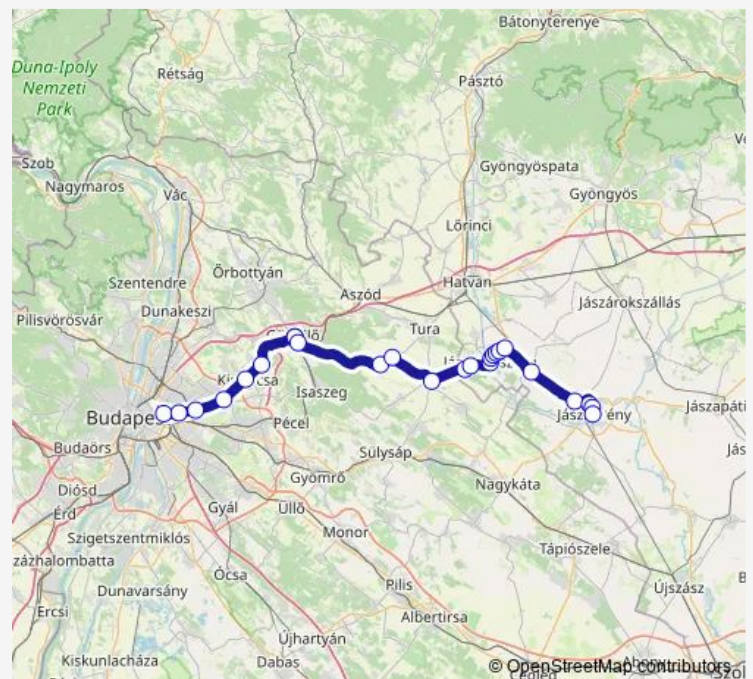 Bátonyterenye
Duna-Ipoly
Nemzeti
Park
Rétság
Pásztó
Szob
Nagymaros
Vác
Gyöngyöspata
Gyöngyös
Lőrinci
Őrbottyán
Szentendre
Aszód
Hatvan
Dunakeszi
Jászárokszállás
Pilisvörösvár
Tura
Isaszeg
Budape
Pécel
Jászapáti
Budaörs
Sülysáp
Gyömrő
Nagykáta
Diósd
Érd
Gyál
Üllő
Szigetszentmiklós
Monor
Tápiószele
zázhalombatta
Ócsa
Dunavarsány
Pilis
Újszász
Ercsi
Albertirsa
Újhartyán
Kiskunlacháza
Dabas
© OpenStreetMap contributors